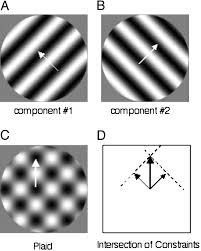 A
B
component #1
component #2
C
D
Plaid
Intersection of Constraints